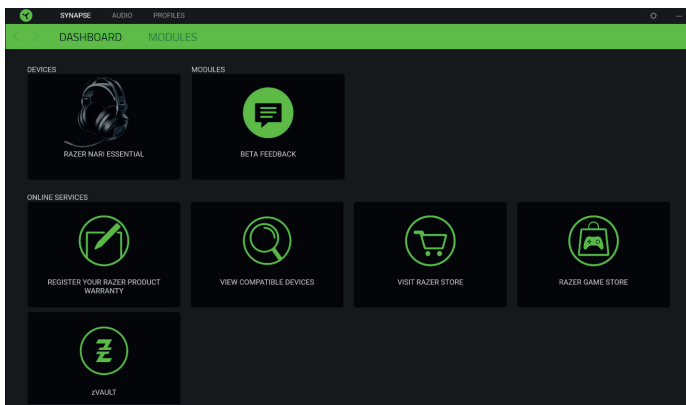 SYNAPSE AUDIO PROFILES
DASHBOARD MODULES
DEVICES MODULES
RAZER NARI ESSENTIAL BETA FEEDBACK
ONLINE SERVICES
REGISTER YOUR RAZER PRODUCT
WARRANTY
VIEW COMPATIBLE DEVICES VISIT RAZER STORE RAZER GAME STORE
zVAULT